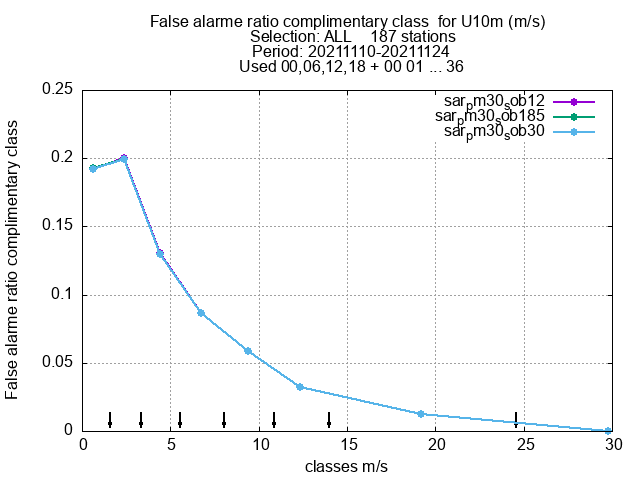 False alarme ratio complimentary class  for U10m (m/s)
Selection: ALL    187 stations
Period: 20211110-20211124
Used 00,06,12,18 + 00 01 ... 36
sarpm30sob12
sarpm30sob185
sarpm30sob30
False alarme ratio complimentary class
0.25
0.2
0.15
0.1
0.05
0
0 5 10 15 20 25 30
classes m/s